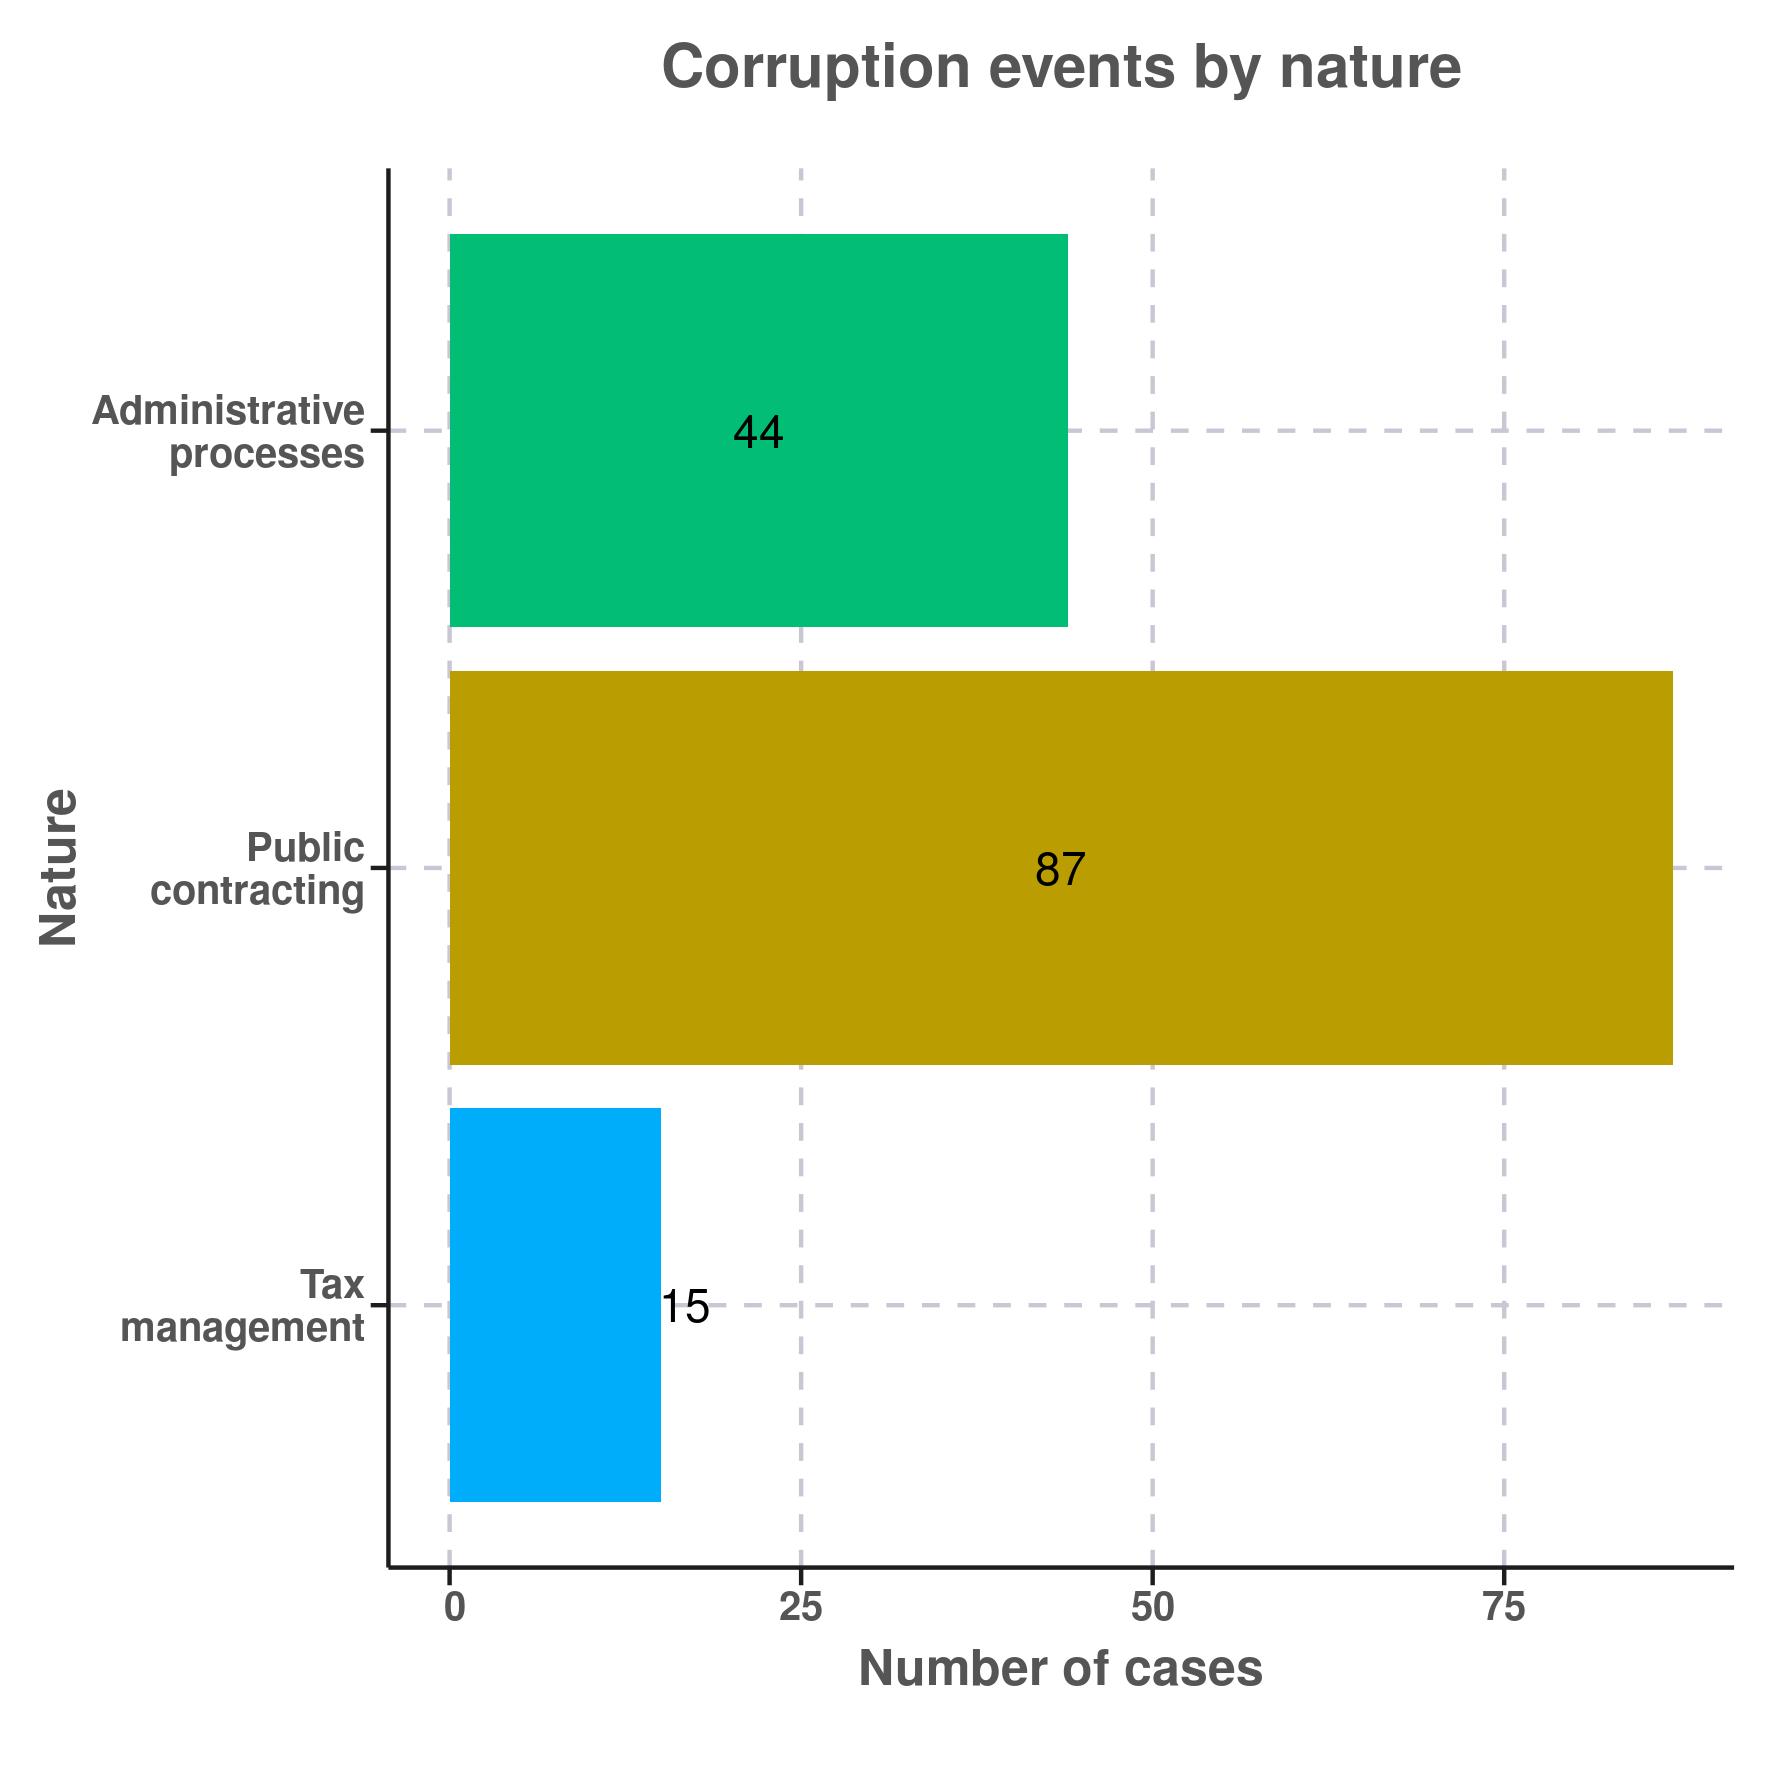 Corruption events by nature
Administrative
processes
44
Public
contracting
87
Tax
management
15
Nature
0 25 50 75
Number of cases